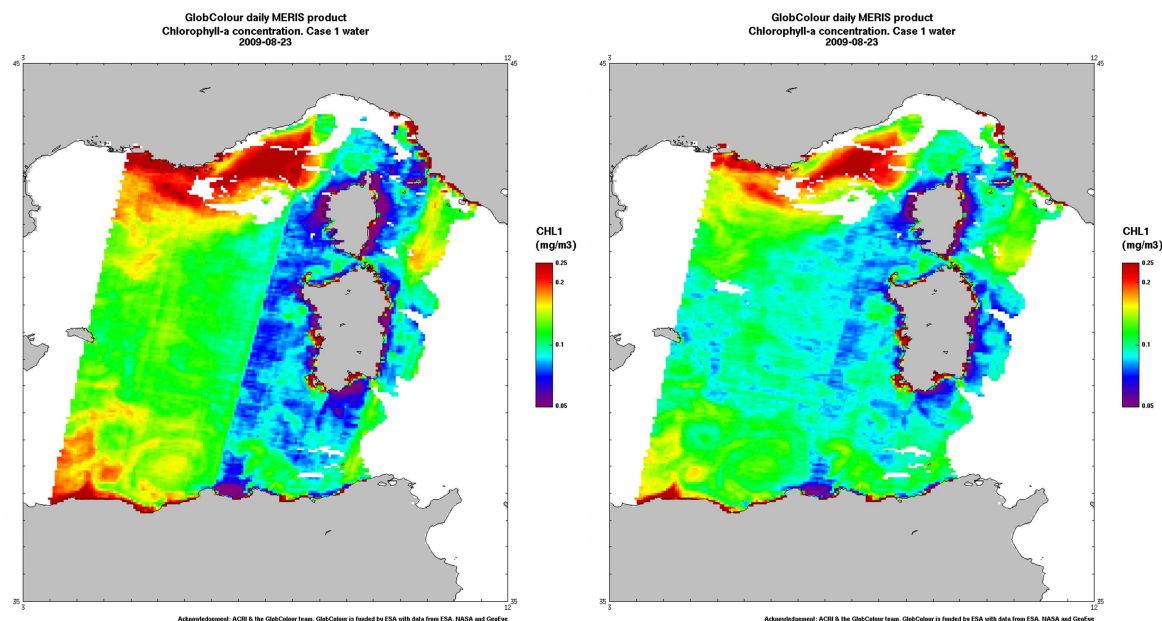 GlobColour daily MERIS product
Chlorophyll-a concentration. Case 1 water
2009-08-23
3
12
45
45
CHL1
(mg/m3)
0.25
0.2
0.1
0.05
35
35
3
12
Acknowledgement: ACRI & the GlobColour team. GlobColour is funded by ESA with data from ESA, NASA and GeoEye
GlobColour daily MERIS product
Chlorophyll-a concentration. Case 1 water
2009-08-23
3
12
45
45
CHL1
(mg/m3)
0.25
0.2
0.1
0.05
35
35
3
12
Acknowledgement: ACRI & the GlobColour team. GlobColour is funded by ESA with data from ESA, NASA and GeoEye